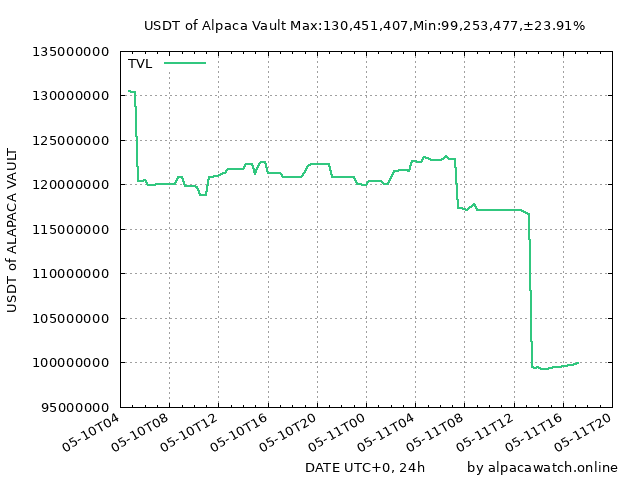 USDT of Alpaca Vault Max:130,451,407,Min:99,253,477,±23.91%
TVL
135000000
130000000
125000000
120000000
115000000
110000000
105000000
100000000
95000000
USDT of ALAPACA VAULT
05-10T04
05-10T08
05-10T12
05-10T16
05-10T20
05-11T00
05-11T04
05-11T08
05-11T12
05-11T16
05-11T20
DATE UTC+0, 24h
by alpacawatch.online